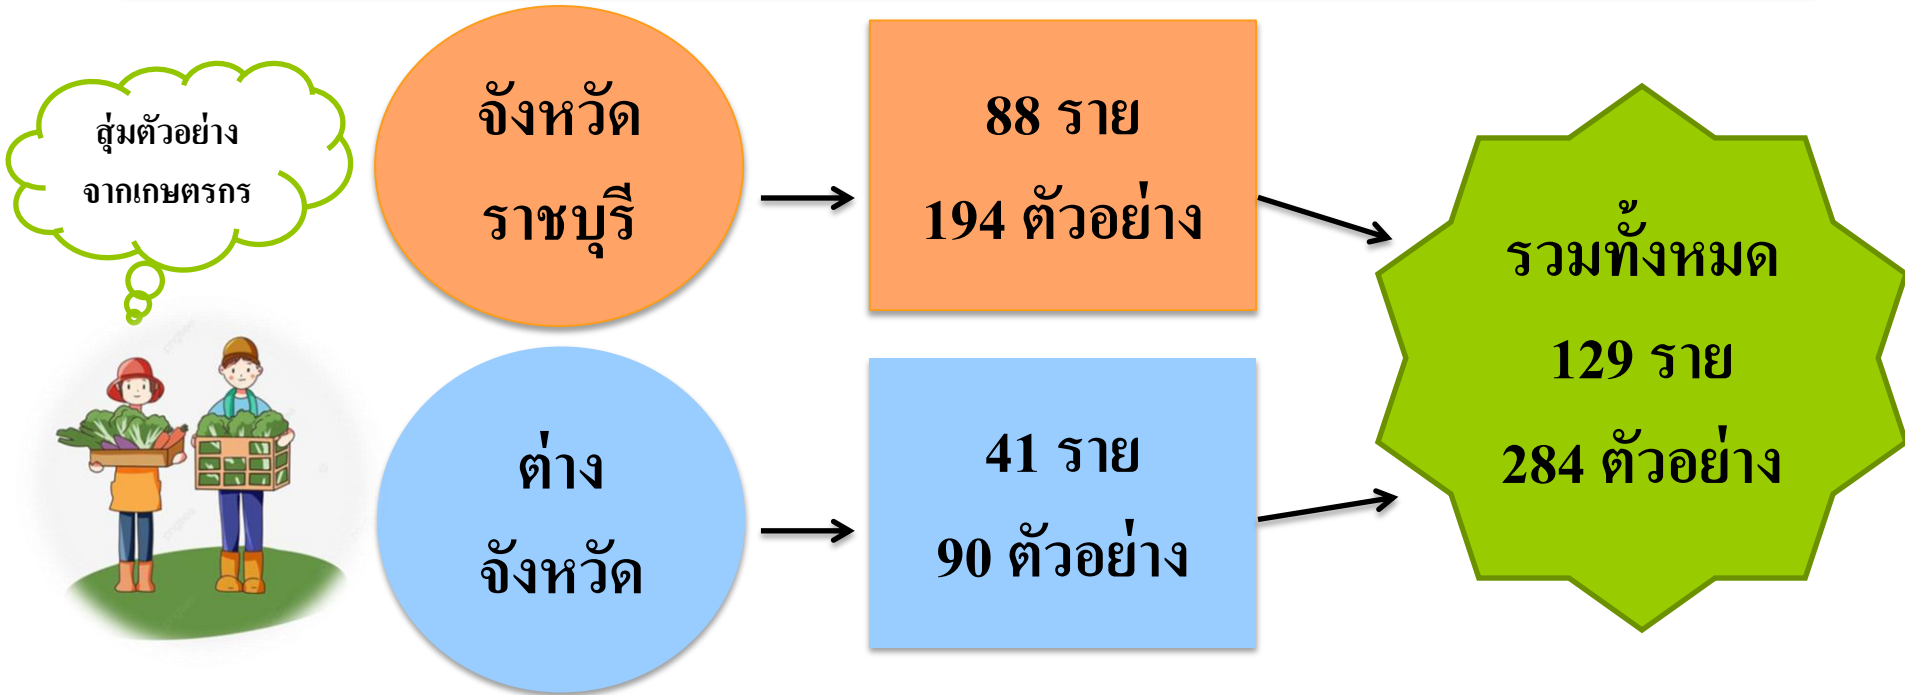 สุ่มตัวอย่าง
จากเกษตรกร
จังหวัด
ราชบุรี
88 ราย
194 ตัวอย่าง
ต่าง
จังหวัด
41 ราย
90 ตัวอย่าง
รวมทั้งหมด
129 ราย
284 ตัวอย่าง